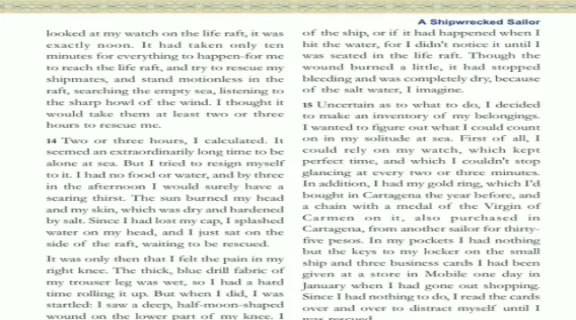 A Shipwrecked Sailor
looked at my watch on the life raft, it was
exactly noon. It had taken only ten
minutes for everything to happen-for me
to reach the life raft, and try to rescue my
shipmates, and stand motionless in the
raft, searching the empty sea, listening to
the sharp howl of the wind. I thought it
would take them at least two or three
hours to rescue me.
14 Two or three hours, I calculated. It
seemed an extraordinarily long time to be
alone at sea. But I tried to resign myself
to it. I had no food or water, and by three
in the afternoon I would surely have a
searing thirst. The sun burned my head
and my skin, which was dry and hardened
by salt. Since I had lost my cap, I splashed
water on my head, and I just sat on the
side of the raft, waiting to be rescued.
It was only then that I felt the pain in my
right knee. The thick, blue drill fabric of
my trouser leg was wet, so I had a hard
time rolling it up. But when I did, I was
startled: I saw a deep, half-moon-shaped
wound on the lower part of my knee. I
of the ship, or if it had happened when I
hit the water, for I didn't notice it until I
was seated in the life raft. Though the
wound burned a little, it had stopped
bleeding and was completely dry, because
of the salt water, I imagine.
15 Uncertain as to what to do, I decided
to make an inventory of my belongings.
I wanted to figure out what I could count
on in my solitude at sea. First of all, I
could rely on my watch, which kept
perfect time, and which I couldn't stop
glancing at every two or three minutes.
In addition, I had my gold ring, which I'd
bought in Cartagena the year before, and
a chain with a medal of the Virgin of
Carmen on it, also purchased in
Cartagena, from another sailor for thirty-
five pesos. In my pockets I had nothing
but the keys to my locker on the small
ship and three business cards I had been
given at a store in Mobile one day in
January when I had gone out shopping.
Since I had nothing to do, I read the cards
over and over to distract myself until I
was rescued.